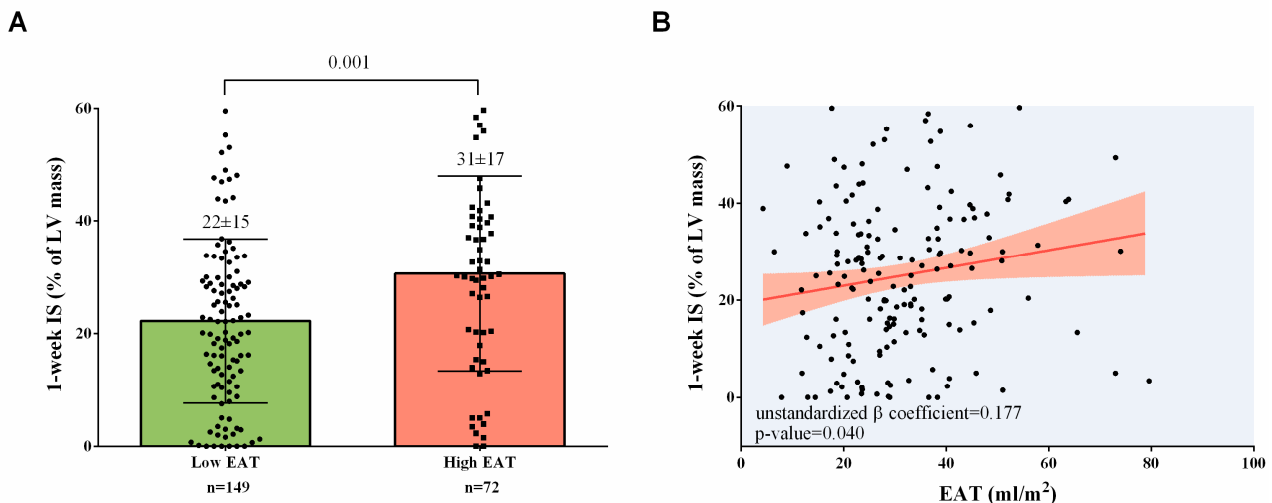 A
0.001
1-week IS (% of LV mass)
60
40
20
0
22±15
31±17
Low EAT
n=149
High EAT
n=72
B
1-week IS (% of LV mass)
60
40
20
0
unstandardized β coefficient=0.177
p-value=0.040
0 20 40 60 80 100
EAT (ml/m²)